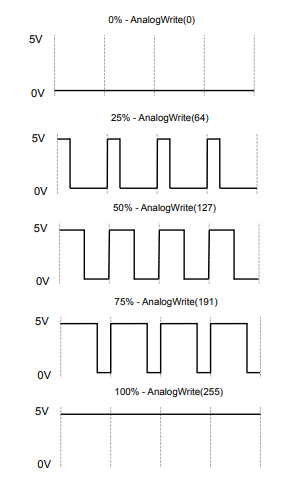 0% - AnalogWrite(0)
5V
0V
25% - AnalogWrite(64)
5V
0V
50% - AnalogWrite(127)
5V
0V
75% - AnalogWrite(191)
5V
0V
100% - AnalogWrite(255)
5V
0V